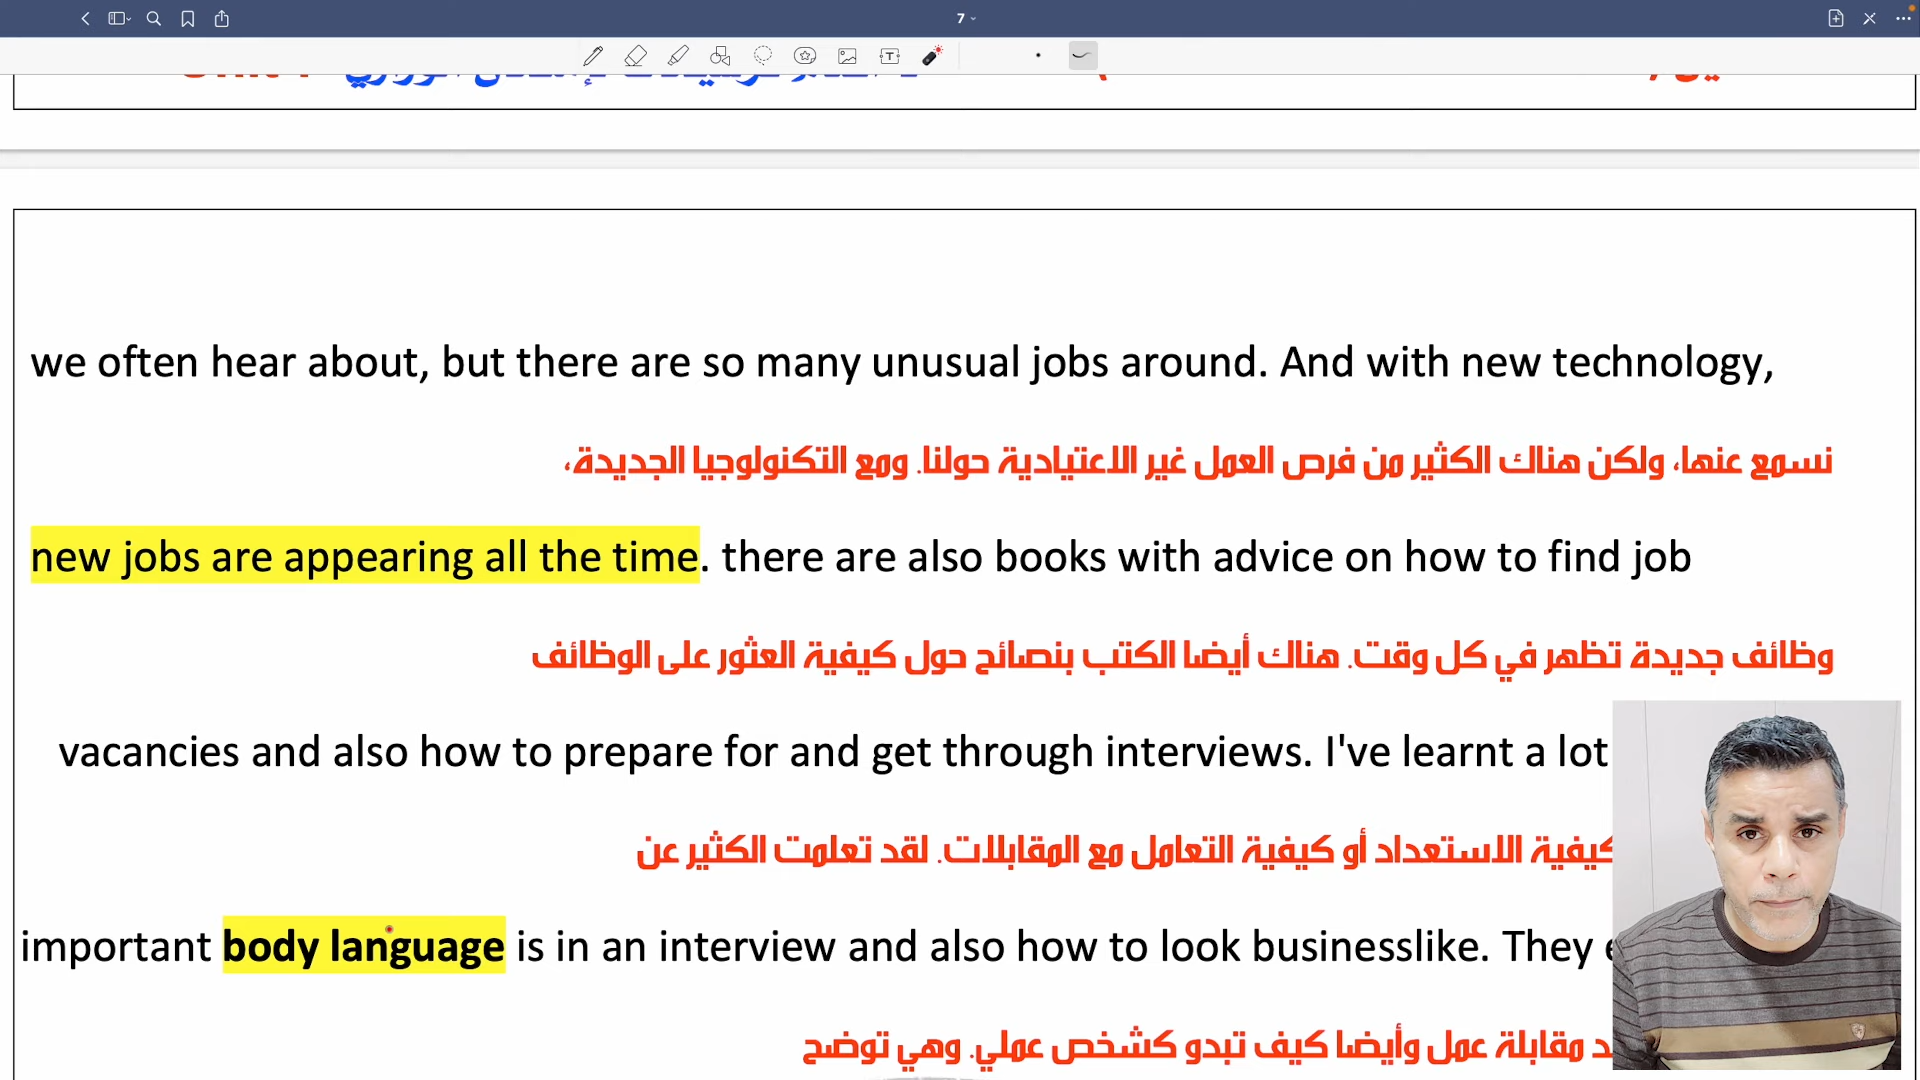 7
we often hear about, but there are so many unusual jobs around. And with new technology,
نسمع عنها، ولكن هناك الكثير من فرص العمل غير الاعتيادية حولنا. ومع التكنولوجيا الجديدة،
new jobs are appearing all the time. there are also books with advice on how to find job
وظائف جديدة تظهر في كل وقت. هناك أيضا الكتب بنصائح حول كيفية العثور على الوظائف
vacancies and also how to prepare for and get through interviews. I've learnt a lot
كيفية الاستعداد أو كيفية التعامل مع المقابلات. لقد تعلمت الكثير عن
important body language is in an interview and also how to look businesslike. They
مقابلة عمل وأيضا كيف تبدو كشخص عملي. وهي توضح